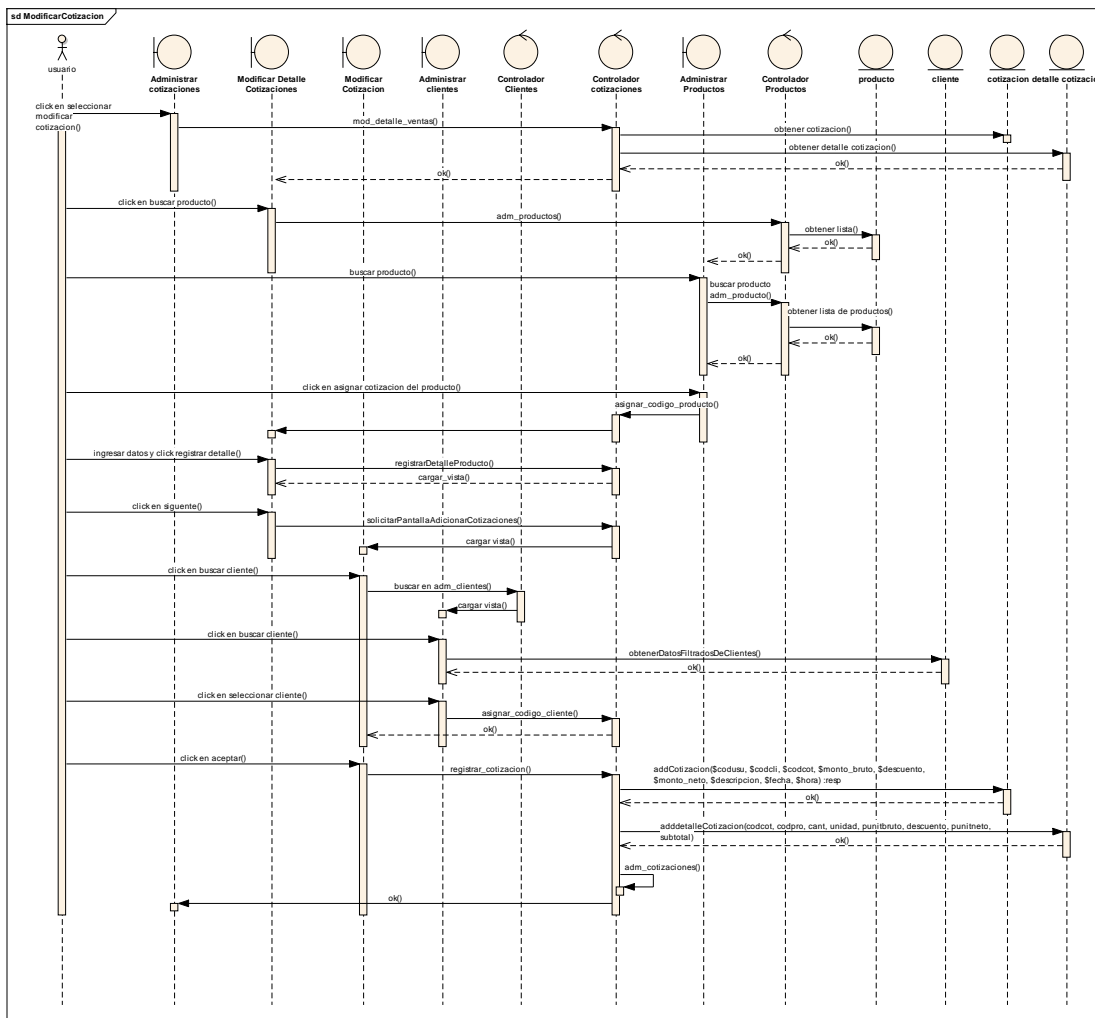 sd ModificarCotizacion
usuario
Administrar
cotizaciones
Modificar Detalle
Cotizaciones
Modificar
Cotizacion
Administrar
clientes
Controlador
Clientes
Controlador
cotizaciones
Administrar
Productos
Controlador
Productos
producto
cliente
cotizacion
detalle cotizacio
click en seleccionar
modificar
cotizacion()
mod_detalle_ventas()
obtener cotizacion()
obtener detalle cotizacion()
ok()
ok()
click en buscar producto()
adm_productos()
obtener lista()
ok()
ok()
buscar producto()
buscar producto
adm_producto()
obtener lista de productos()
ok()
ok()
click en asignar cotizacion del producto()
asignar_codigo_producto()
ingresar datos y click registrar detalle()
registrarDetalleProducto()
cargar_vista()
click en siguente()
solicitarPantallaAdicionarCotizaciones()
cargar vista()
click en buscar cliente()
buscar en adm_clientes()
cargar vista()
click en buscar cliente()
obtenerDatosFiltradosDeClientes()
ok()
click en seleccionar cliente()
asignar_codigo_cliente()
ok()
click en aceptar()
registrar_cotizacion()
addCotizacion($codusu, $codcli, $codcot, $monto_bruto, $descuento,
$monto_neto, $descripcion, $fecha, $hora) :resp
ok()
adddetalleCotizacion(codcot, codpro, cant, unidad, punitbruto, descuento, punitneto,
subtotal)
ok()
adm_cotizaciones()
ok()